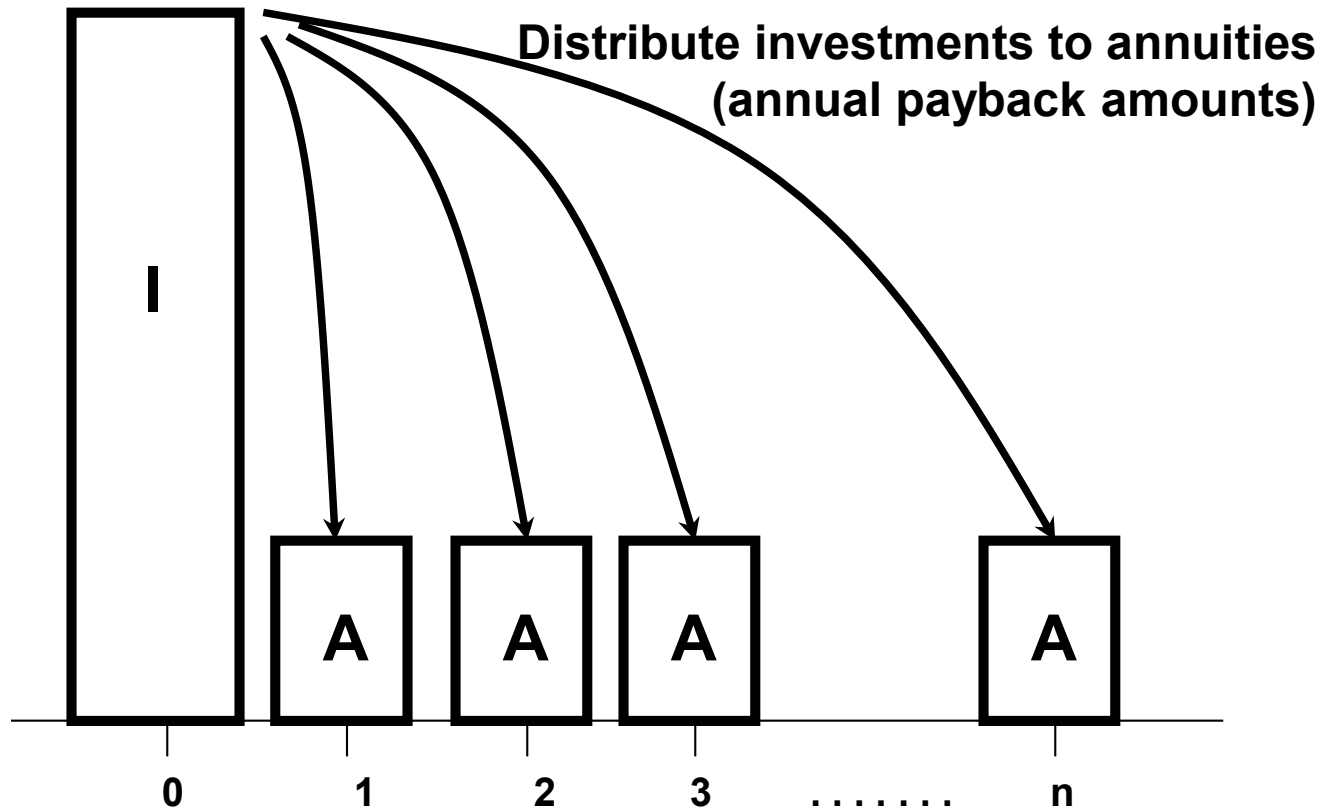 Distribute investments to annuities
(annual payback amounts)
I
A A A A
0 1 2 3 ....... n